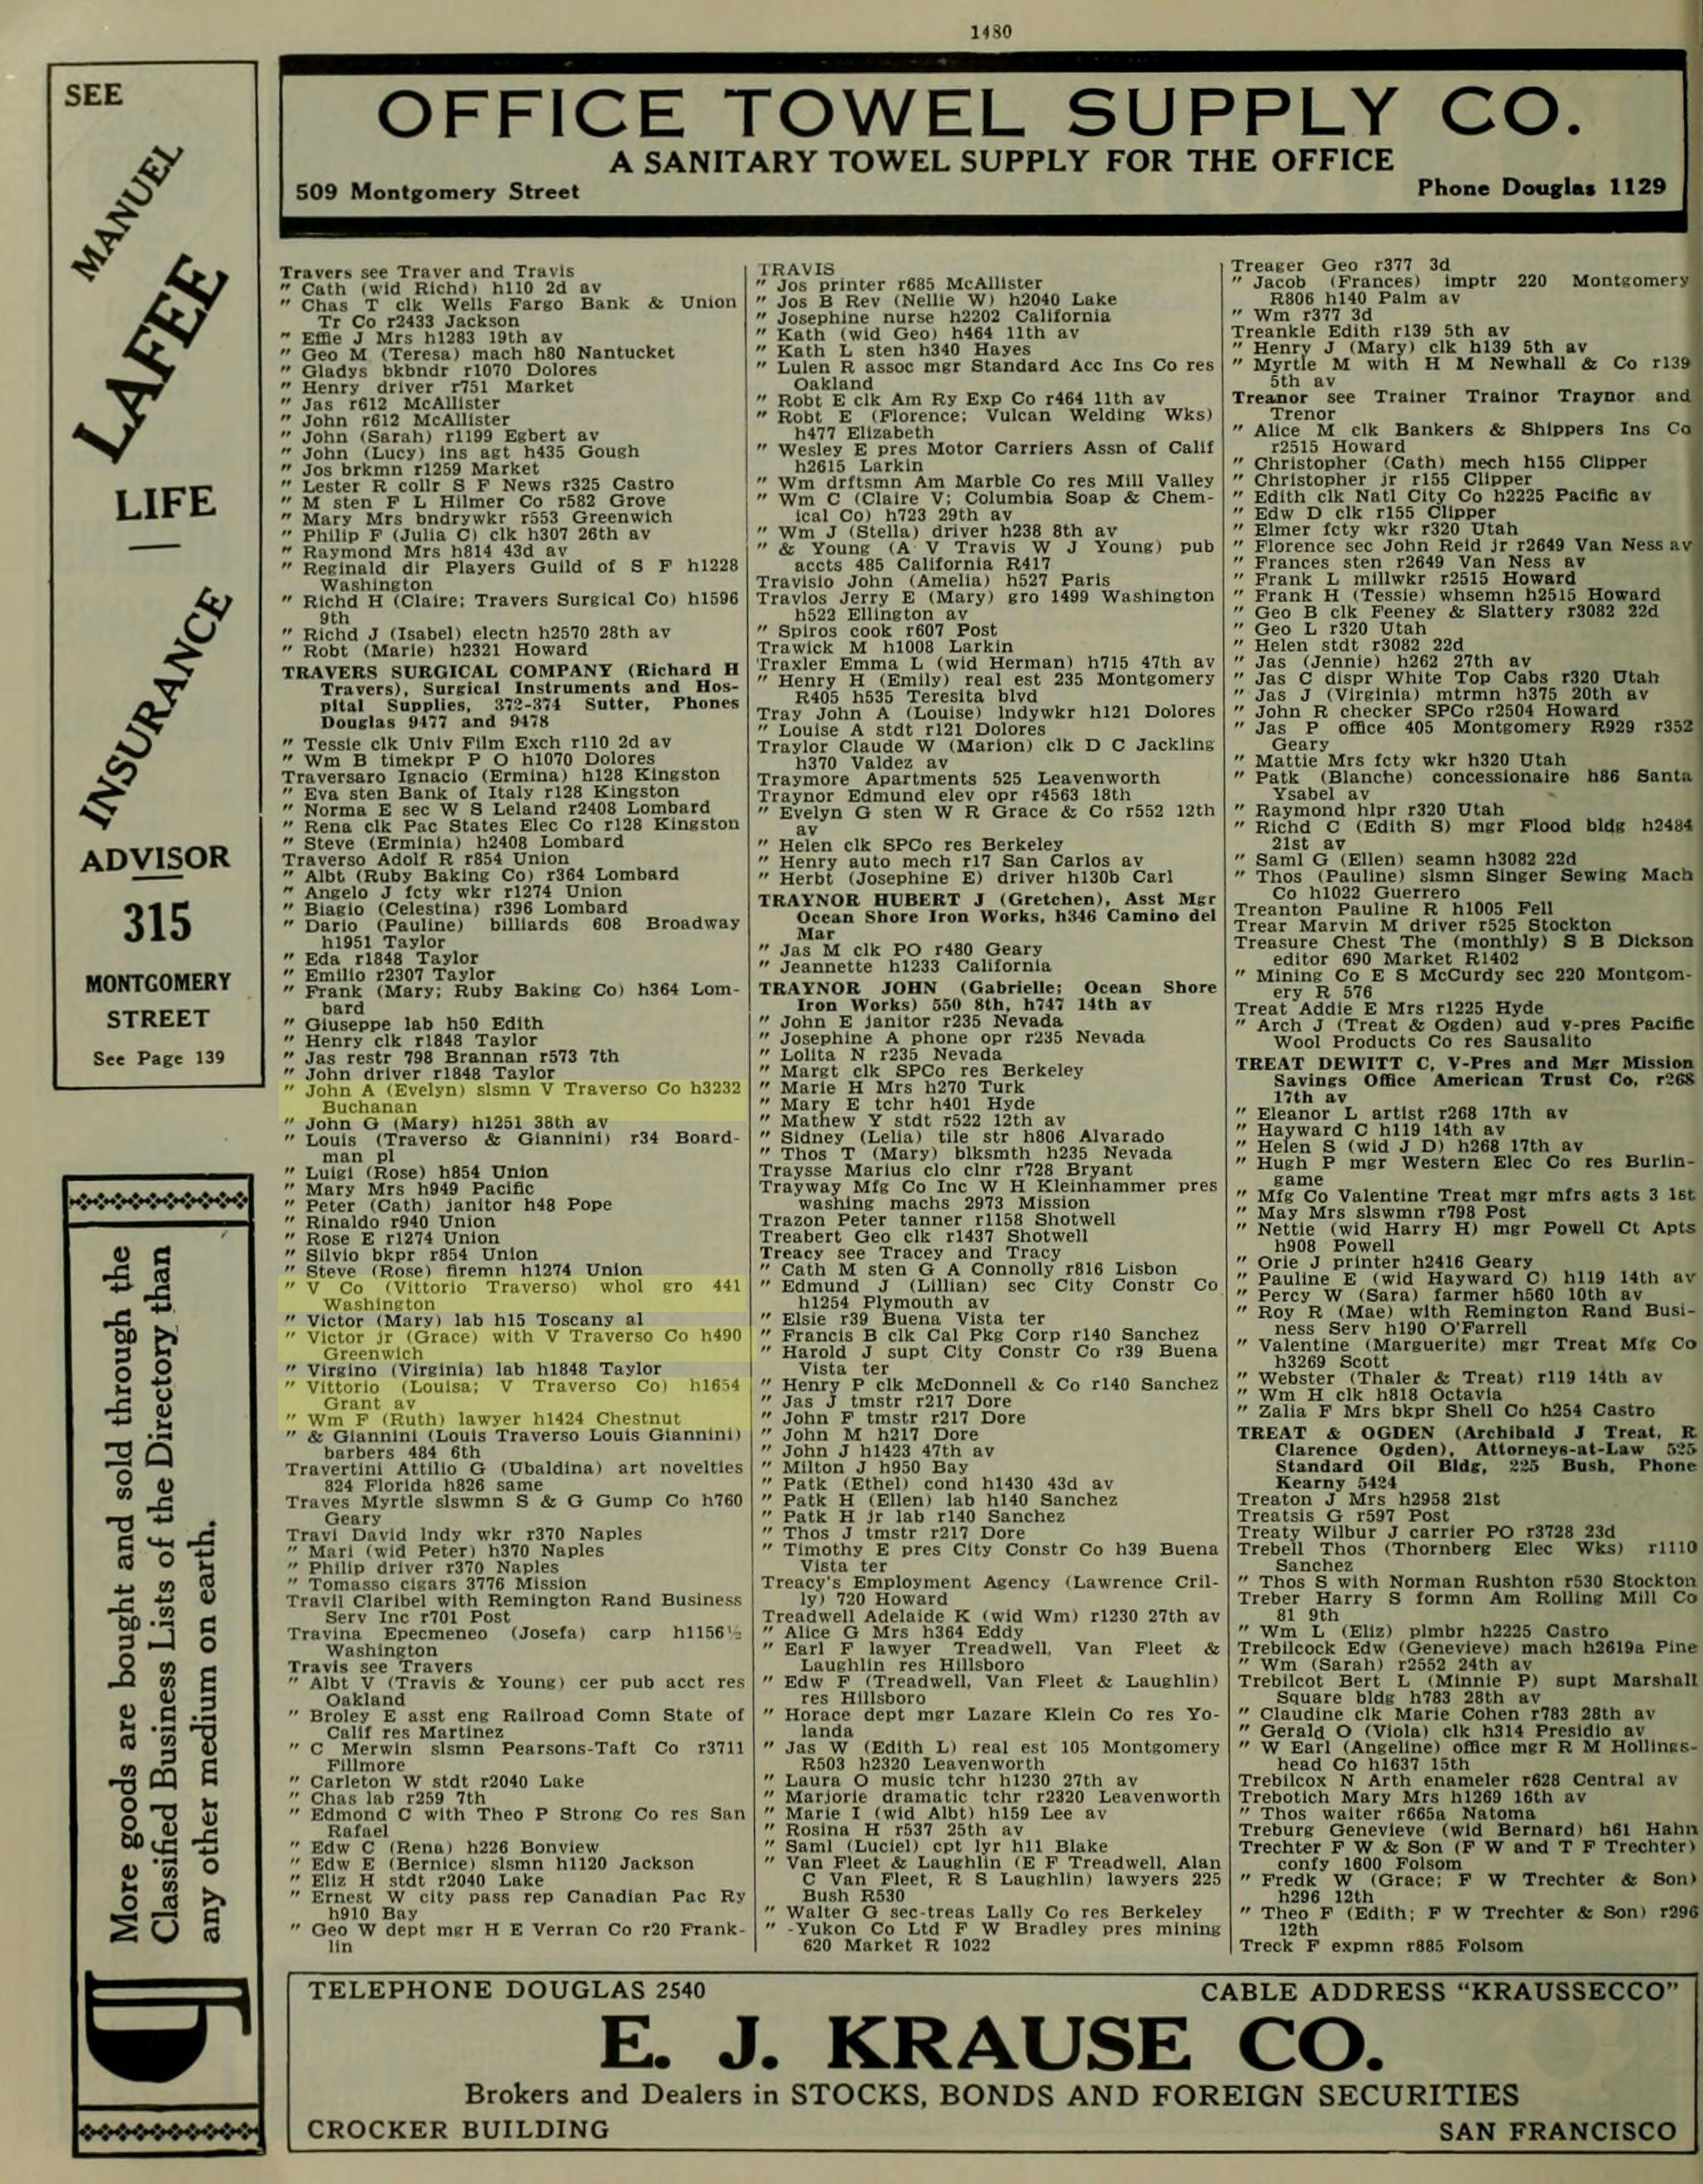 1480
SEE
MANUEL
LAFEE
LIFE
INSURANCE
ADVISOR
315
MONTGOMERY
STREET
See Page 139
More goods are bought and sold through the
Classified Business Lists of the Directory than
any other medium on earth.
OFFICE TOWEL SUPPLY CO.
A SANITARY TOWEL SUPPLY FOR THE OFFICE
509 Montgomery Street
Phone Douglas 1129
Travers see Traver and Travis
" Cath (wid Richd) h110 2d av
" Chas T clk Wells Fargo Bank & Union
Tr Co r2433 Jackson
" Effie J Mrs h1283 19th av
" Geo M (Teresa) mach h80 Nantucket
" Gladys bkbndr r1070 Dolores
" Henry driver r751 Market
" Jas r612 McAllister
" John r612 McAllister
" John (Sarah) r1199 Egbert av
" John (Lucy) ins agt h435 Gough
" Jos brkmn r1259 Market
" Lester R collr S F News r325 Castro
" M sten F L Hilmer Co r582 Grove
" Mary Mrs bndrywkr r553 Greenwich
" Philip F (Julia C) clk h307 26th av
" Raymond Mrs h814 43d av
" Reginald dir Players Guild of S F h1228
Washington
" Richd H (Claire; Travers Surgical Co) h1596
9th
" Richd J (Isabel) electn h2570 28th av
" Robt (Marie) h2321 Howard
TRAVERS SURGICAL COMPANY (Richard H
Travers), Surgical Instruments and Hos-
pital Supplies, 372-374 Sutter, Phones
Douglas 9477 and 9478
" Tessie clk Univ Film Exch r110 2d av
" Wm B timekpr P O h1070 Dolores
Traversaro Ignacio (Ermina) h128 Kingston
" Eva sten Bank of Italy r128 Kingston
" Norma E sec W S Leland r2408 Lombard
" Rena clk Pac States Elec Co r128 Kingston
" Steve (Erminia) h2408 Lombard
Traverso Adolf R r854 Union
" Albt (Ruby Baking Co) r364 Lombard
" Angelo J fcty wkr r1274 Union
" Biagio (Celestina) r396 Lombard
" Dario (Pauline) billiards 608 Broadway
h1951 Taylor
" Eda r1848 Taylor
" Emilio r2307 Taylor
" Frank (Mary; Ruby Baking Co) h364 Lom-
bard
" Giuseppe lab h50 Edith
" Henry clk r1848 Taylor
" Jas restr 798 Brannan r573 7th
" John driver r1848 Taylor
" John A (Evelyn) slsmn V Traverso Co h3232
Buchanan
" John G (Mary) h1251 38th av
" Louis (Traverso & Giannini) r34 Board-
man pl
" Luigi (Rose) h854 Union
" Mary Mrs h949 Pacific
" Peter (Cath) janitor h48 Pope
" Rinaldo r940 Union
" Rose E r1274 Union
" Silvio bkpr r854 Union
" Steve (Rose) firemn h1274 Union
" V Co (Vittorio Traverso) whol gro 441
Washington
" Victor (Mary) lab h15 Toscany al
" Victor jr (Grace) with V Traverso Co h490
Greenwich
" Virgino (Virginia) lab h1848 Taylor
" Vittorio (Louisa; V Traverso Co) h1654
Grant av
" Wm F (Ruth) lawyer h1424 Chestnut
" & Giannini (Louis Traverso Louis Giannini)
barbers 484 6th
Travertini Attilio G (Ubaldina) art novelties
824 Florida h826 same
Traves Myrtle slswmn S & G Gump Co h760
Geary
Travi David lndy wkr r370 Naples
" Mari (wid Peter) h370 Naples
" Philip driver r370 Naples
" Tomasso cigars 3776 Mission
Travil Claribel with Remington Rand Business
Serv Inc r701 Post
Travina Epecmeneo (Josefa) carp h1156½
Washington
Travis see Travers
" Albt V (Travis & Young) cer pub acct res
Oakland
" Broley E asst eng Railroad Comn State of
Calif res Martinez
" C Merwin slsmn Pearsons-Taft Co r3711
Fillmore
" Carleton W stdt r2040 Lake
" Chas lab r259 7th
" Edmond C with Theo P Strong Co res San
Rafael
" Edw C (Rena) h226 Bonview
" Edw E (Bernice) slsmn h1120 Jackson
" Eliz H stdt r2040 Lake
" Ernest W city pass rep Canadian Pac Ry
h910 Bay
" Geo W dept mgr H E Verran Co r20 Frank-
lin
TRAVIS
" Jos printer r685 McAllister
" Jos B Rev (Nellie W) h2040 Lake
" Josephine nurse h2202 California
" Kath (wid Geo) h464 11th av
" Kath L sten h340 Hayes
" Lulen R assoc mgr Standard Acc Ins Co res
Oakland
" Robt E clk Am Ry Exp Co r464 11th av
" Robt E (Florence; Vulcan Welding Wks)
h477 Elizabeth
" Wesley E pres Motor Carriers Assn of Calif
h2615 Larkin
" Wm drftsmn Am Marble Co res Mill Valley
" Wm C (Claire V; Columbia Soap & Chem-
ical Co) h723 29th av
" Wm J (Stella) driver h238 8th av
" & Young (A V Travis W J Young) pub
accts 485 California R417
Travisio John (Amelia) h527 Paris
Travlos Jerry E (Mary) gro 1499 Washington
h522 Ellington av
" Spiros cook r607 Post
Trawick M h1008 Larkin
Traxler Emma L (wid Herman) h715 47th av
" Henry H (Emily) real est 235 Montgomery
R405 h535 Teresita blvd
Tray John A (Louise) lndywkr h121 Dolores
" Louise A stdt r121 Dolores
Traylor Claude W (Marion) clk D C Jackling
h370 Valdez av
Traymore Apartments 525 Leavenworth
Traynor Edmund elev opr r4563 18th
" Evelyn G sten W R Grace & Co r552 12th
av
" Helen clk SPCo res Berkeley
" Henry auto mech r17 San Carlos av
" Herbt (Josephine E) driver h130b Carl
TRAYNOR HUBERT J (Gretchen), Asst Mgr
Ocean Shore Iron Works, h346 Camino del
Mar
" Jas M clk PO r480 Geary
" Jeannette h1233 California
TRAYNOR JOHN (Gabrielle; Ocean Shore
Iron Works) 550 8th, h747 14th av
" John E janitor r235 Nevada
" Josephine A phone opr r235 Nevada
" Lolita N r235 Nevada
" Margt clk SPCo res Berkeley
" Marie H Mrs h270 Turk
" Mary E tchr h401 Hyde
" Mathew Y stdt r522 12th av
" Sidney (Lelia) tile str h806 Alvarado
" Thos T (Mary) blksmth h235 Nevada
Traysse Marius clo clnr r728 Bryant
Trayway Mfg Co Inc W H Kleinhammer pres
washing machs 2973 Mission
Trazon Peter tanner r1158 Shotwell
Treabert Geo clk r1437 Shotwell
Treacy see Tracey and Tracy
" Cath M sten G A Connolly r816 Lisbon
" Edmund J (Lillian) sec City Constr Co
h1254 Plymouth av
" Elsie r39 Buena Vista ter
" Francis B clk Cal Pkg Corp r140 Sanchez
" Harold J supt City Constr Co r39 Buena
Vista ter
" Henry P clk McDonnell & Co r140 Sanchez
" Jas J tmstr r217 Dore
" John F tmstr r217 Dore
" John M h217 Dore
" John J h1423 47th av
" Milton J h950 Bay
" Patk (Ethel) cond h1430 43d av
" Patk H (Ellen) lab h140 Sanchez
" Patk H jr lab r140 Sanchez
" Thos J tmstr r217 Dore
" Timothy E pres City Constr Co h39 Buena
Vista ter
Treacy's Employment Agency (Lawrence Cril-
ly) 720 Howard
Treadwell Adelaide K (wid Wm) r1230 27th av
" Alice G Mrs h364 Eddy
" Earl F lawyer Treadwell, Van Fleet &
Laughlin res Hillsboro
" Edw F (Treadwell, Van Fleet & Laughlin)
res Hillsboro
" Horace dept mgr Lazare Klein Co res Yo-
landa
" Jas W (Edith L) real est 105 Montgomery
R503 h2320 Leavenworth
" Laura O music tchr h1230 27th av
" Marjorie dramatic tchr r2320 Leavenworth
" Marie I (wid Albt) h159 Lee av
" Rosina H r537 25th av
" Saml (Luciel) cpt lyr h11 Blake
" Van Fleet & Laughlin (E F Treadwell, Alan
C Van Fleet, R S Laughlin) lawyers 225
Bush R530
" Walter G sec-treas Lally Co res Berkeley
" -Yukon Co Ltd F W Bradley pres mining
620 Market R 1022
Treager Geo r377 3d
" Jacob (Frances) imptr 220 Montgomery
R806 h140 Palm av
" Wm r377 3d
Treankle Edith r139 5th av
" Henry J (Mary) clk h139 5th av
" Myrtle M with H M Newhall & Co r139
5th av
Treanor see Trainer Trainor Traynor and
Trenor
" Alice M clk Bankers & Shippers Ins Co
r2515 Howard
" Christopher (Cath) mech h155 Clipper
" Christopher jr r155 Clipper
" Edith clk Natl City Co h2225 Pacific av
" Edw D clk r155 Clipper
" Elmer fcty wkr r320 Utah
" Florence sec John Reid jr r2649 Van Ness av
" Frances sten r2649 Van Ness av
" Frank L millwkr r2515 Howard
" Frank H (Tessie) whsemn h2515 Howard
" Geo B clk Feeney & Slattery r3082 22d
" Geo L r320 Utah
" Helen stdt r3082 22d
" Jas (Jennie) h262 27th av
" Jas C dispr White Top Cabs r320 Utah
" Jas J (Virginia) mtrmn h375 20th av
" John R checker SPCo r2504 Howard
" Jas P office 405 Montgomery R929 r352
Geary
" Mattie Mrs fcty wkr h320 Utah
" Patk (Blanche) concessionaire h86 Santa
Ysabel av
" Raymond hlpr r320 Utah
" Richd C (Edith S) mgr Flood bldg h2484
21st av
" Saml G (Ellen) seamn h3082 22d
" Thos (Pauline) slsmn Singer Sewing Mach
Co h1022 Guerrero
Treanton Pauline R h1005 Fell
Trear Marvin M driver r525 Stockton
Treasure Chest The (monthly) S B Dickson
editor 690 Market R1402
" Mining Co E S McCurdy sec 220 Montgom-
ery R 576
Treat Addie E Mrs r1225 Hyde
" Arch J (Treat & Ogden) aud v-pres Pacific
Wool Products Co res Sausalito
TREAT DEWITT C, V-Pres and Mgr Mission
Savings Office American Trust Co, r268
17th av
" Eleanor L artist r268 17th av
" Hayward C h119 14th av
" Helen S (wid J D) h268 17th av
" Hugh P mgr Western Elec Co res Burlin-
game
" Mfg Co Valentine Treat mgr mfrs agts 3 1st
" May Mrs slswmn r798 Post
" Nettie (wid Harry H) mgr Powell Ct Apts
h908 Powell
" Orie J printer h2416 Geary
" Pauline E (wid Hayward C) h119 14th av
" Percy W (Sara) farmer h560 10th av
" Roy R (Mae) with Remington Rand Busi-
ness Serv h190 O'Farrell
" Valentine (Marguerite) mgr Treat Mfg Co
h3269 Scott
" Webster (Thaler & Treat) r119 14th av
" Wm H clk h818 Octavia
" Zalia F Mrs bkpr Shell Co h254 Castro
TREAT & OGDEN (Archibald J Treat, R
Clarence Ogden), Attorneys-at-Law 525
Standard Oil Bldg, 225 Bush, Phone
Kearny 5424
Treaton J Mrs h2958 21st
Treatsis G r597 Post
Treaty Wilbur J carrier PO r3728 23d
Trebell Thos (Thornberg Elec Wks) r1110
Sanchez
" Thos S with Norman Rushton r530 Stockton
Treber Harry S formn Am Rolling Mill Co
81 9th
" Wm L (Eliz) plmbr h2225 Castro
Trebilcock Edw (Genevieve) mach h2619a Pine
" Wm (Sarah) r2552 24th av
Trebilcot Bert L (Minnie P) supt Marshall
Square bldg h783 28th av
" Claudine clk Marie Cohen r783 28th av
" Gerald O (Viola) clk h314 Presidio av
" W Earl (Angeline) office mgr R M Hollings-
head Co h1637 15th
Trebilcox N Arth enameler r628 Central av
Trebotich Mary Mrs h1269 16th av
" Thos waiter r665a Natoma
Treburg Genevieve (wid Bernard) h61 Hahn
Trechter F W & Son (F W and T F Trechter)
confy 1600 Folsom
" Fredk W (Grace; F W Trechter & Son)
h296 12th
" Theo F (Edith; F W Trechter & Son) r296
12th
Treck F expmn r885 Folsom
TELEPHONE DOUGLAS 2540
CABLE ADDRESS "KRAUSSECCO"
E. J. KRAUSE CO.
Brokers and Dealers in STOCKS, BONDS AND FOREIGN SECURITIES
CROCKER BUILDING
SAN FRANCISCO